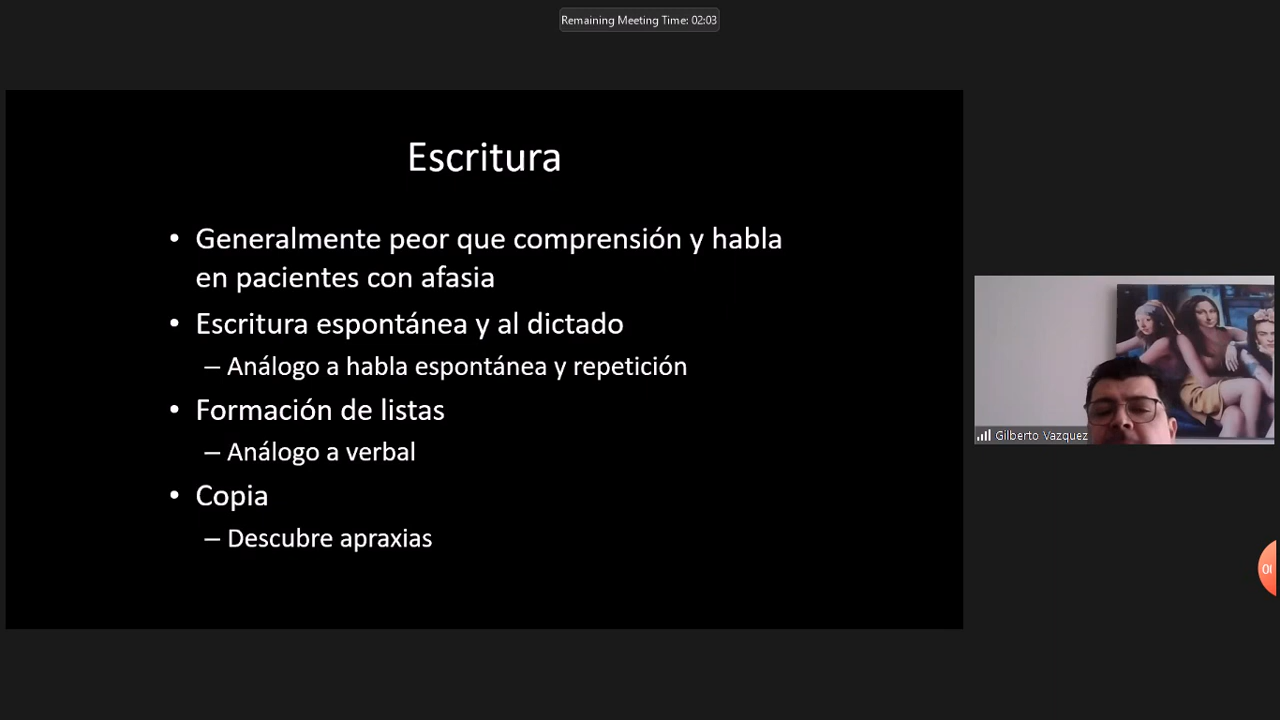 Remaining Meeting Time: 02:03
Escritura
• Generalmente peor que comprensión y habla
en pacientes con afasia
• Escritura espontánea y al dictado
– Análogo a habla espontánea y repetición
• Formación de listas
– Análogo a verbal
• Copia
– Descubre apraxias
Gilberto Vazquez